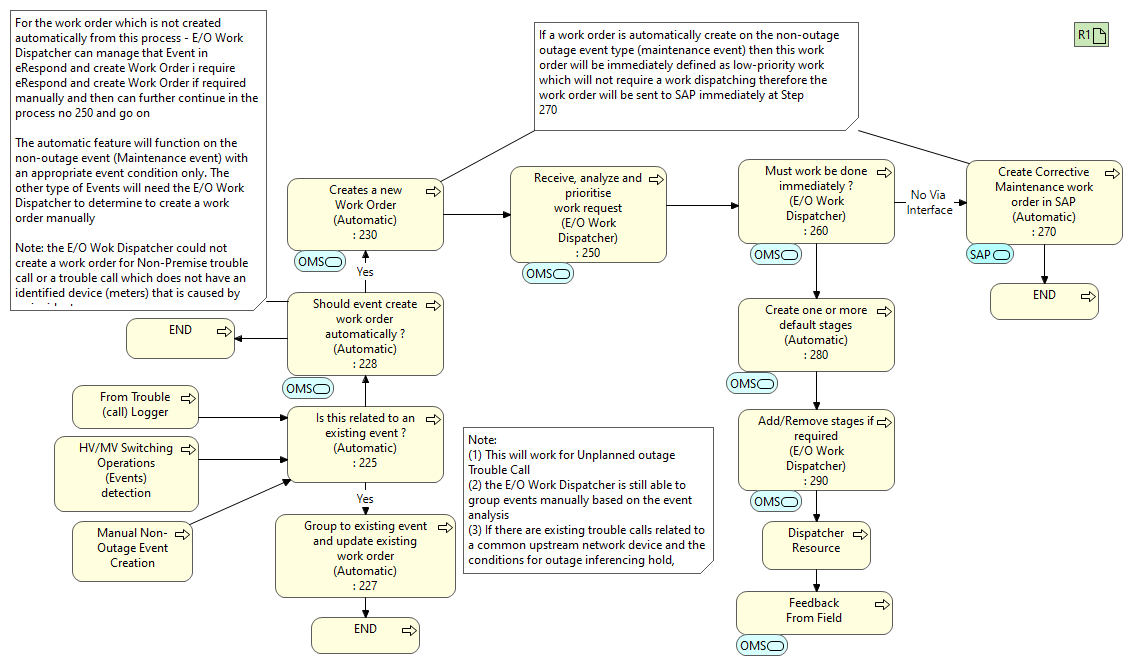 For the work order which is not created
automatically from this process - E/O Work
Dispatcher can manage that Event in
eRespond and create Work Order i require
eRespond and create Work Order if required
manually and then can further continue in the
process no 250 and go on
The automatic feature will function on the
non-outage event (Maintenance event) with
an appropriate event condition only. The
other type of Events will need the E/O Work
Dispatcher to determine to create a work
order manually
Note: the E/O Wok Dispatcher could not
create a work order for Non-Premise trouble
call or a trouble call which does not have an
identified device (meters) that is caused by
If a work order is automatically create on the non-outage
outage event type (maintenance event) then this work
order will be immediately defined as low-priority work
which will not require a work dispatching therefore the
work order will be sent to SAP immediately at Step
270
R1
Creates a new
Work Order
(Automatic)
: 230
OMS
Receive, analyze and
prioritise
work request
(E/O Work
Dispatcher)
: 250
OMS
Must work be done
immediately ?
(E/O Work
Dispatcher)
: 260
OMS
No Via
Interface
Create Corrective
Maintenance work
order in SAP
(Automatic)
: 270
SAP
END
Yes
Should event create
work order
automatically ?
(Automatic)
: 228
OMS
END
Create one or more
default stages
(Automatic)
: 280
OMS
From Trouble
(call) Logger
HV/MV Switching
Operations
(Events)
detection
Manual Non-
Outage Event
Creation
Is this related to an
existing event ?
(Automatic)
: 225
Yes
Group to existing event
and update existing
work order
(Automatic)
: 227
END
Note:
(1) This will work for Unplanned outage
Trouble Call
(2) the E/O Work Dispatcher is still able to
group events manually based on the event
analysis
(3) If there are existing trouble calls related to
a common upstream network device and the
conditions for outage inferencing hold,
Add/Remove stages if
required
(E/O Work
Dispatcher)
: 290
OMS
Dispatcher
Resource
Feedback
From Field
OMS